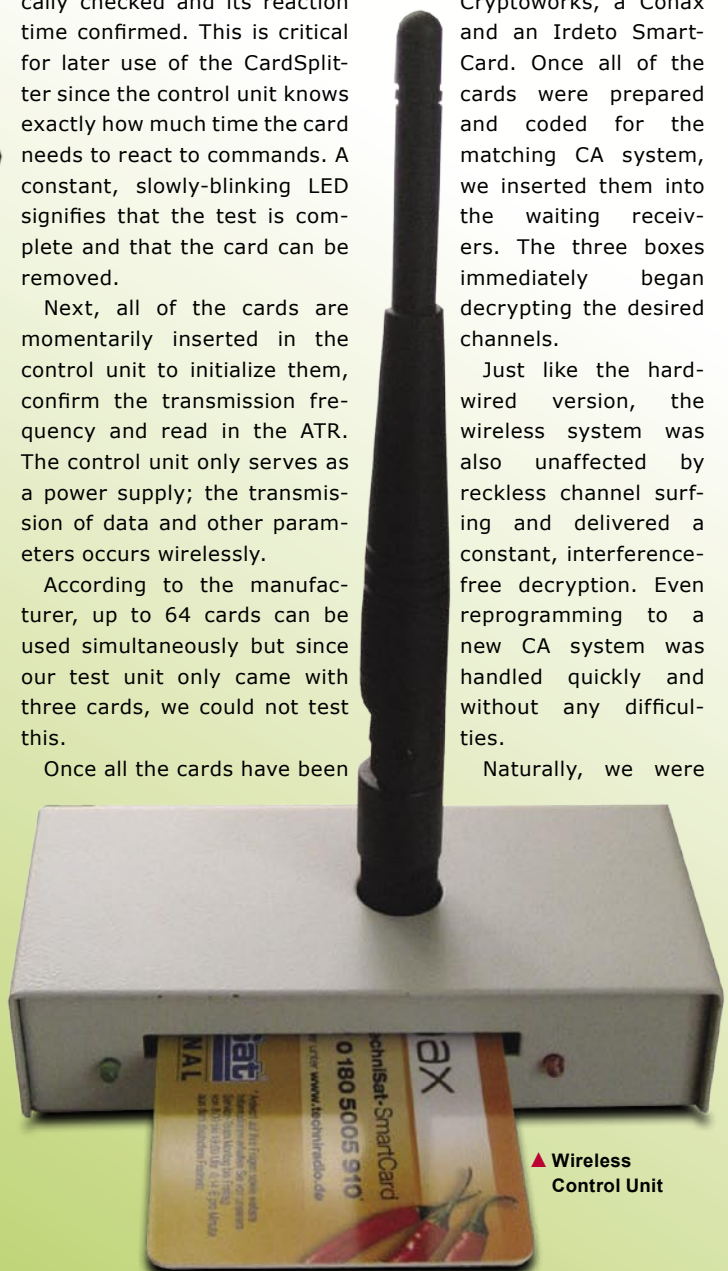 cally checked and its reaction
time confirmed. This is critical
for later use of the CardSplit-
ter since the control unit knows
exactly how much time the card
needs to react to commands. A
constant, slowly-blinking LED
signifies that the test is com-
plete and that the card can be
removed.
Next, all of the cards are
momentarily inserted in the
control unit to initialize them,
confirm the transmission fre-
quency and read in the ATR.
The control unit only serves as
a power supply; the transmis-
sion of data and other param-
eters occurs wirelessly.
According to the manufac-
turer, up to 64 cards can be
used simultaneously but since
our test unit only came with
three cards, we could not test
this.
Once all the cards have been
Cryptoworks, a Conax
and an Irdeto Smart-
Card. Once all of the
cards were prepared
and coded for the
matching CA system,
we inserted them into
the waiting receiv-
ers. The three boxes
immediately began
decrypting the desired
channels.
Just like the hard-
wired version, the
wireless system was
also unaffected by
reckless channel surf-
ing and delivered a
constant, interference-
free decryption. Even
reprogramming to a
new CA system was
handled quickly and
without any difficul-
ties.
Naturally, we were
ax
chniSat·SmartCard
0 180 5005 910
unter www.techniradio.de
Sat
NAL
▲ Wireless
Control Unit